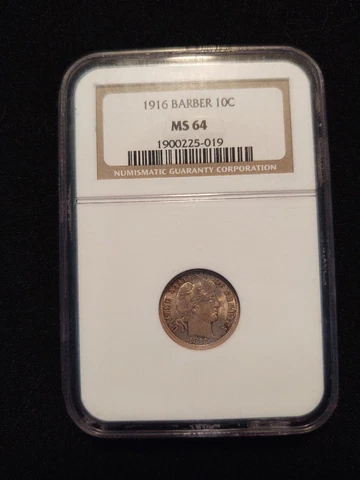 1916 BARBER 10C
MS 64
1900225-019
NUMISMATIC GUARANTY CORPORATION